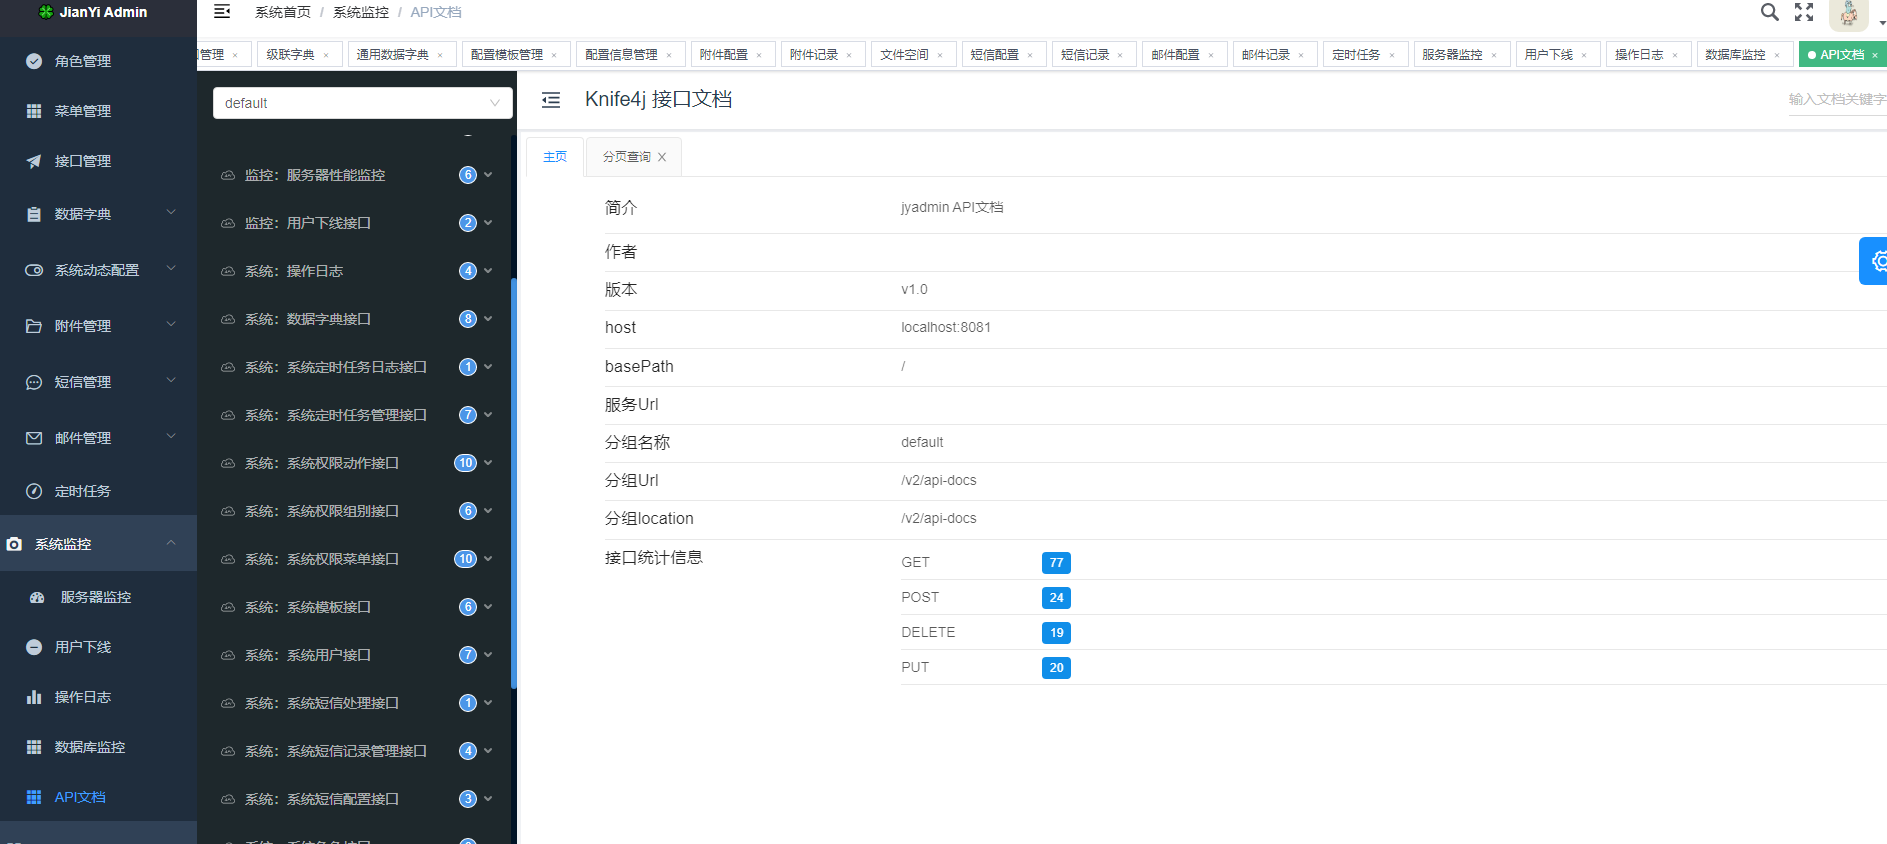 JianYi Admin
系统首页 / 系统监控 / API文档
管理 × 级联字典 × 通用数据字典 × 配置模板管理 × 配置信息管理 × 附件配置 × 附件记录 × 文件空间 × 短信配置 × 短信记录 × 邮件配置 × 邮件记录 × 定时任务 × 服务器监控 × 用户下线 × 操作日志 × 数据库监控 × API文档 ×
角色管理
菜单管理
接口管理
数据字典
系统动态配置
附件管理
短信管理
邮件管理
定时任务
系统监控
服务器监控
用户下线
操作日志
数据库监控
API文档
default
监控：服务器性能监控 6
监控：用户下线接口 2
系统：操作日志 4
系统：数据字典接口 8
系统：系统定时任务日志接口 1
系统：系统定时任务管理接口 7
系统：系统权限动作接口 10
系统：系统权限组别接口 6
系统：系统权限菜单接口 10
系统：系统模板接口 6
系统：系统用户接口 7
系统：系统短信处理接口 1
系统：系统短信记录管理接口 4
系统：系统短信配置接口 3
Knife4j 接口文档
输入文档关键字
主页 分页查询
简介 jyadmin API文档
作者
版本 v1.0
host localhost:8081
basePath /
服务Url
分组名称 default
分组Url /v2/api-docs
分组location /v2/api-docs
接口统计信息 GET 77
POST 24
DELETE 19
PUT 20